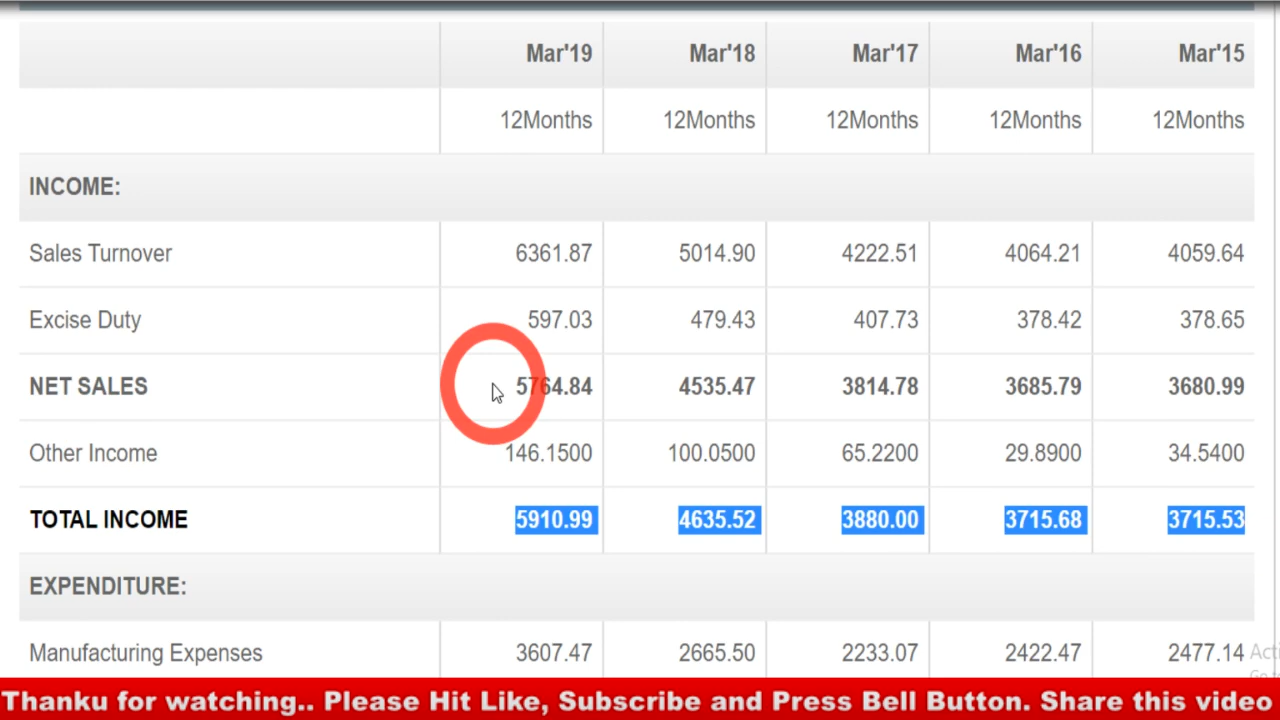 Mar'19 Mar'18 Mar'17 Mar'16 Mar'15
12Months 12Months 12Months 12Months 12Months
INCOME:
Sales Turnover 6361.87 5014.90 4222.51 4064.21 4059.64
Excise Duty 597.03 479.43 407.73 378.42 378.65
NET SALES 5764.84 4535.47 3814.78 3685.79 3680.99
Other Income 146.1500 100.0500 65.2200 29.8900 34.5400
TOTAL INCOME 5910.99 4635.52 3880.00 3715.68 3715.53
EXPENDITURE:
Manufacturing Expenses 3607.47 2665.50 2233.07 2422.47 2477.14
Thanku for watching.. Please Hit Like, Subscribe and Press Bell Button. Share this video